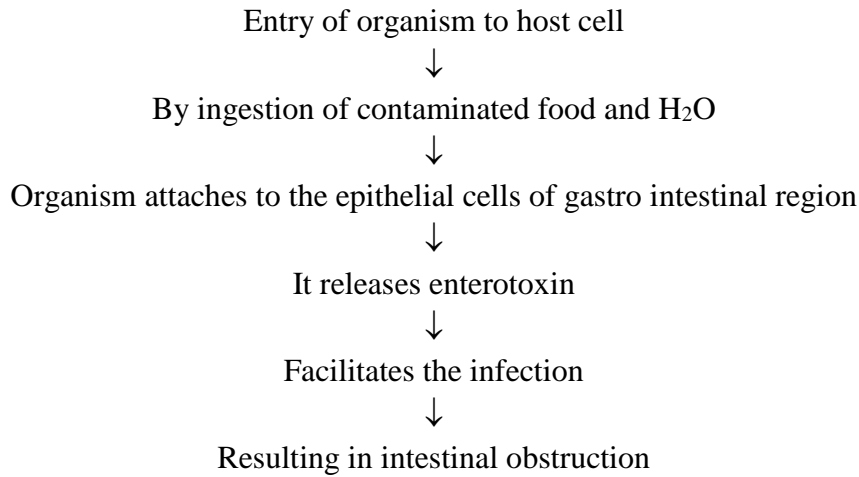 Entry of organism to host cell
↓
By ingestion of contaminated food and H₂O
↓
Organism attaches to the epithelial cells of gastro intestinal region
↓
It releases enterotoxin
↓
Facilitates the infection
↓
Resulting in intestinal obstruction